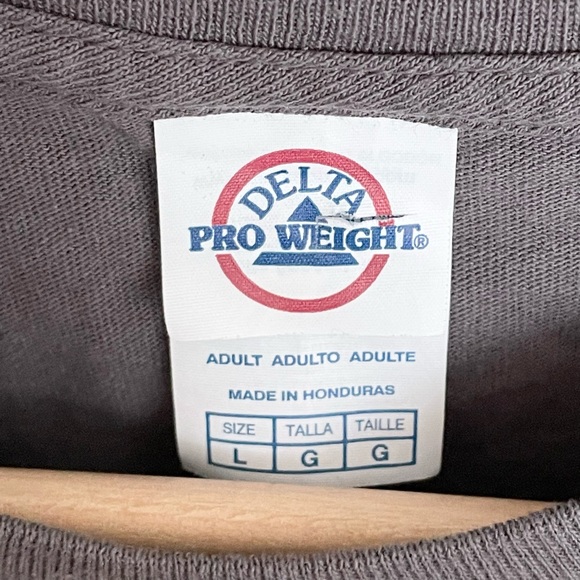 DELTA
PRO WEIGHT®
ADULT ADULTO ADULTE
MADE IN HONDURAS
SIZE TALLA TAILLE
L G G